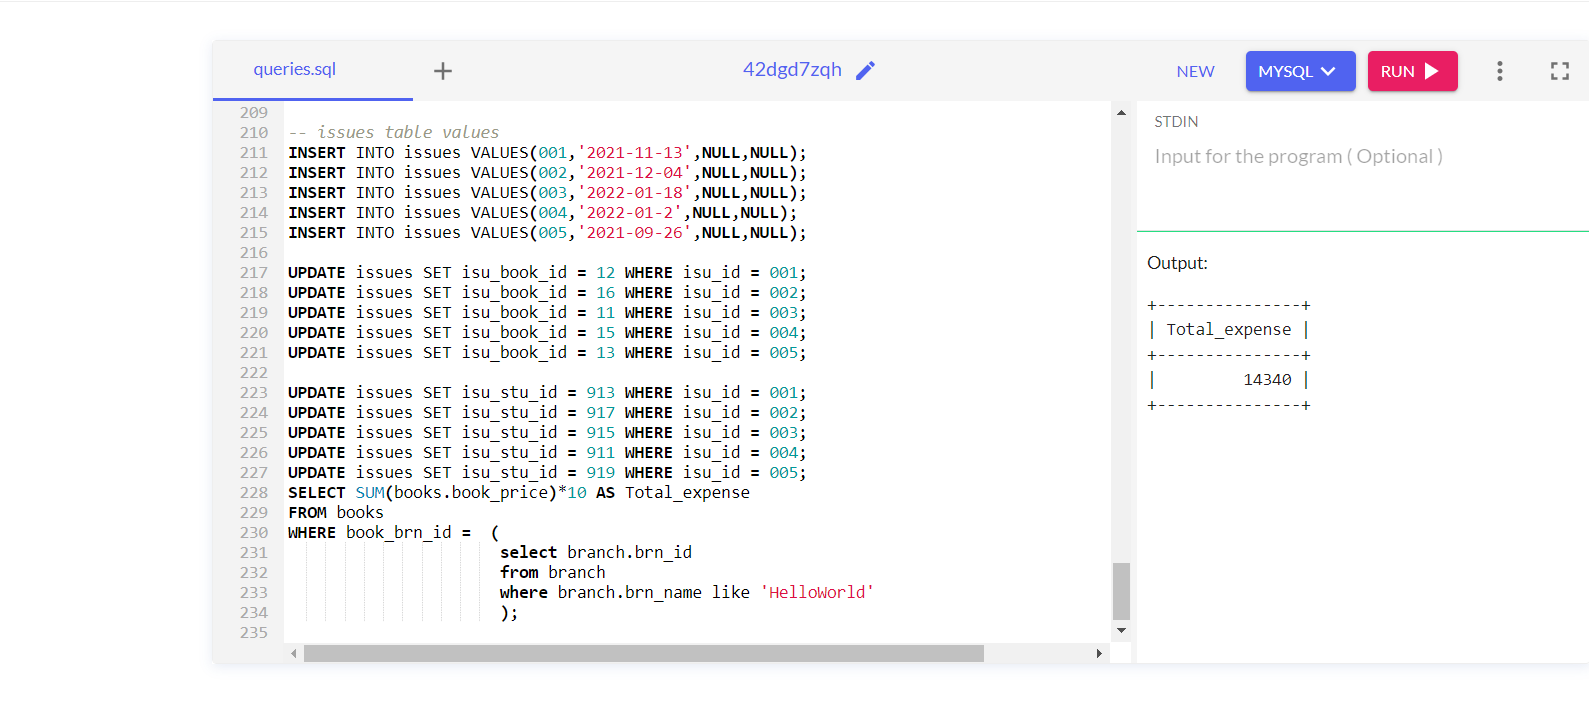 queries.sql
+
42dgd7zqh
NEW
MYSQL
RUN
209
210 -- issues table values
211 INSERT INTO issues VALUES(001,'2021-11-13',NULL,NULL);
212 INSERT INTO issues VALUES(002,'2021-12-04',NULL,NULL);
213 INSERT INTO issues VALUES(003,'2022-01-18',NULL,NULL);
214 INSERT INTO issues VALUES(004,'2022-01-2',NULL,NULL);
215 INSERT INTO issues VALUES(005,'2021-09-26',NULL,NULL);
216
217 UPDATE issues SET isu_book_id = 12 WHERE isu_id = 001;
218 UPDATE issues SET isu_book_id = 16 WHERE isu_id = 002;
219 UPDATE issues SET isu_book_id = 11 WHERE isu_id = 003;
220 UPDATE issues SET isu_book_id = 15 WHERE isu_id = 004;
221 UPDATE issues SET isu_book_id = 13 WHERE isu_id = 005;
222
223 UPDATE issues SET isu_stu_id = 913 WHERE isu_id = 001;
224 UPDATE issues SET isu_stu_id = 917 WHERE isu_id = 002;
225 UPDATE issues SET isu_stu_id = 915 WHERE isu_id = 003;
226 UPDATE issues SET isu_stu_id = 911 WHERE isu_id = 004;
227 UPDATE issues SET isu_stu_id = 919 WHERE isu_id = 005;
228 SELECT SUM(books.book_price)*10 AS Total_expense
229 FROM books
230 WHERE book_brn_id =  (
231                       select branch.brn_id
232                       from branch
233                       where branch.brn_name like 'HelloWorld'
234                       );
235
STDIN
Input for the program ( Optional )
Output:
+---------------+
| Total_expense |
+---------------+
|         14340 |
+---------------+